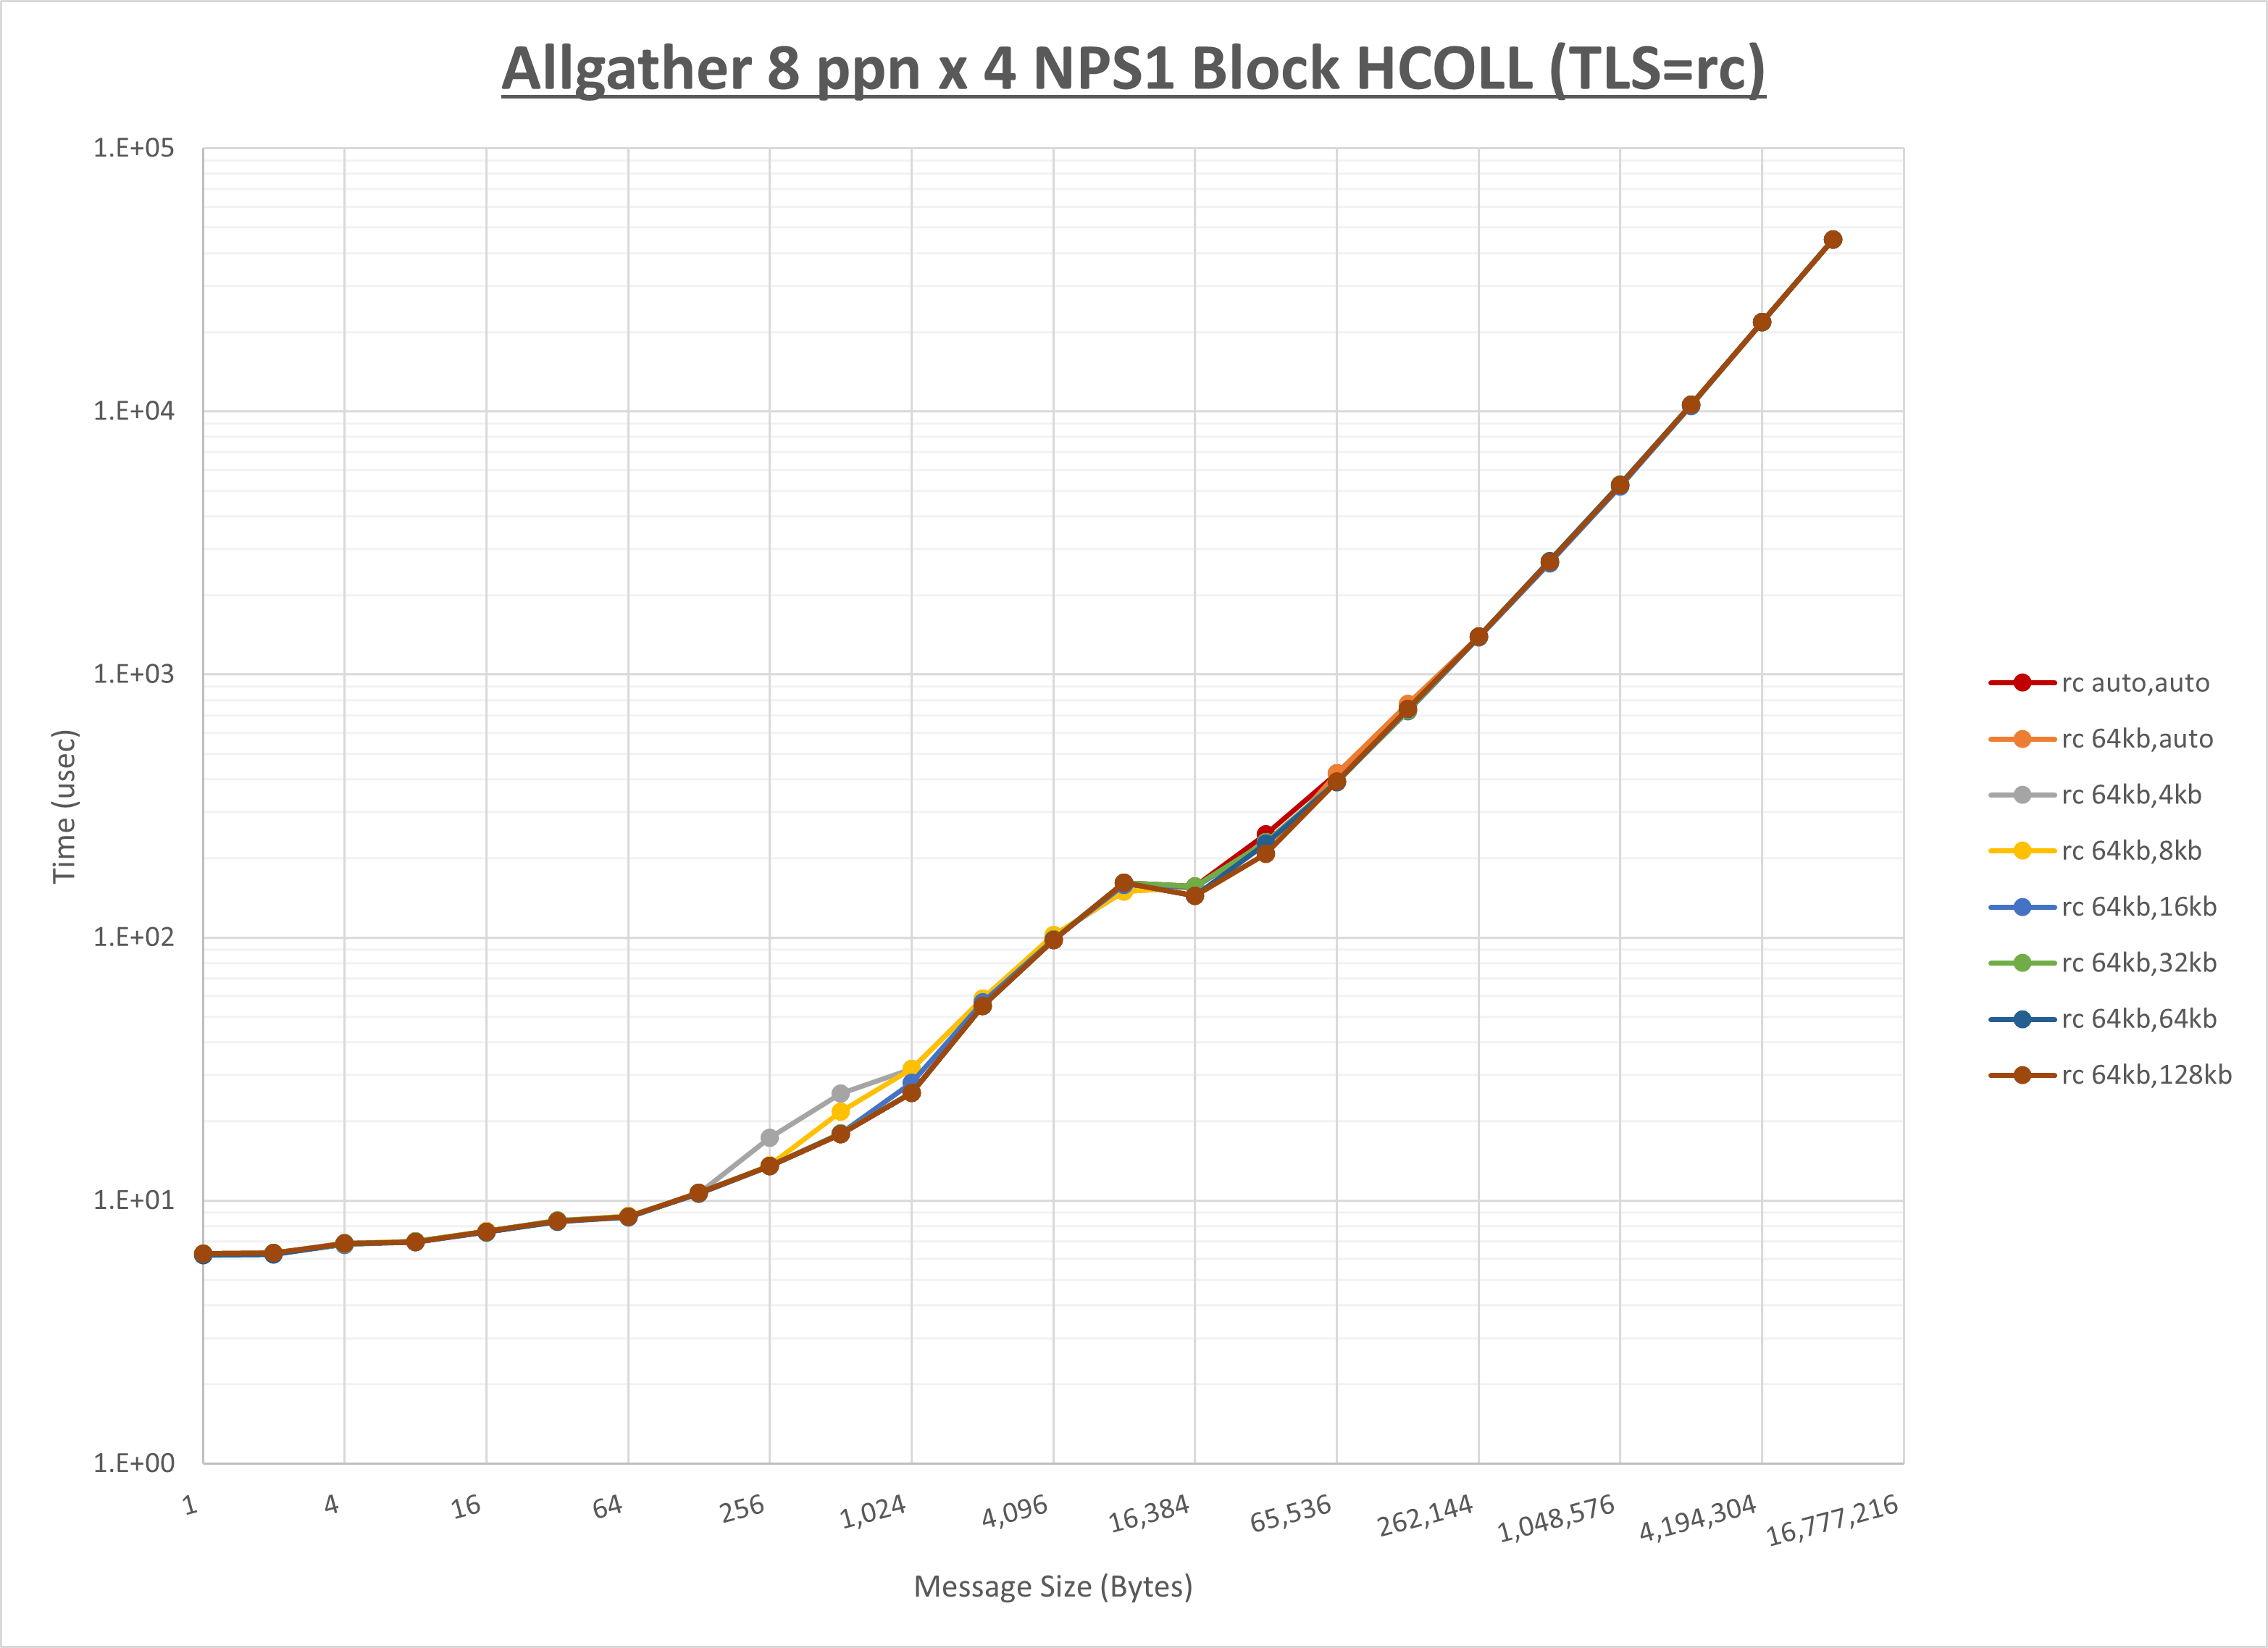 Allgather 8 ppn x 4 NPS1 Block HCOLL (TLS=rc)
1.E+05
1.E+04
1.E+03
1.E+02
1.E+01
1.E+00
Time (usec)
1
4
16
64
256
1,024
4,096
16,384
65,536
262,144
1,048,576
4,194,304
16,777,216
Message Size (Bytes)
rc auto,auto
rc 64kb,auto
rc 64kb,4kb
rc 64kb,8kb
rc 64kb,16kb
rc 64kb,32kb
rc 64kb,64kb
rc 64kb,128kb